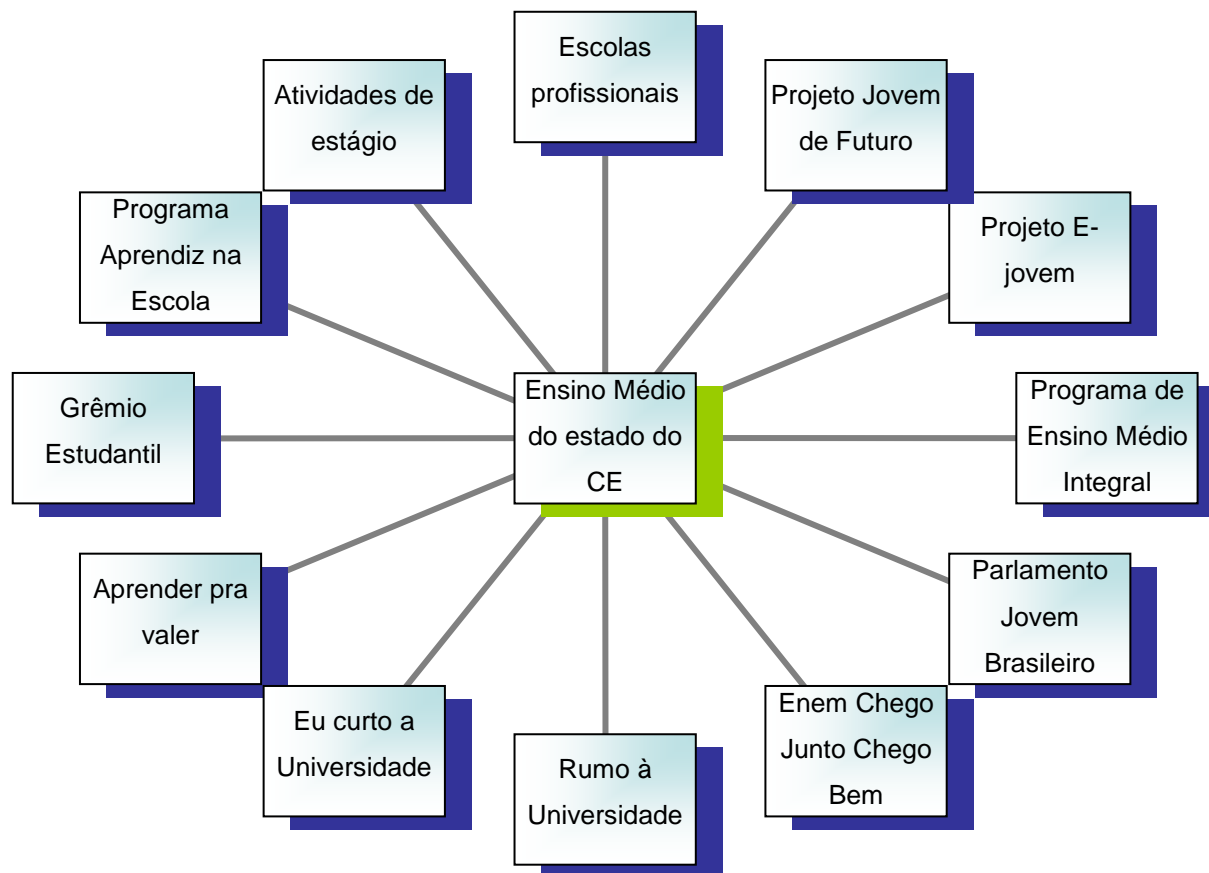 Escolas
profissionais
Atividades de
estágio
Projeto Jovem
de Futuro
Programa
Aprendiz na
Escola
Projeto E-
jovem
Grêmio
Estudantil
Ensino Médio
do estado do
CE
Programa de
Ensino Médio
Integral
Aprender pra
valer
Parlamento
Jovem
Brasileiro
Eu curto a
Universidade
Rumo à
Universidade
Enem Chego
Junto Chego
Bem